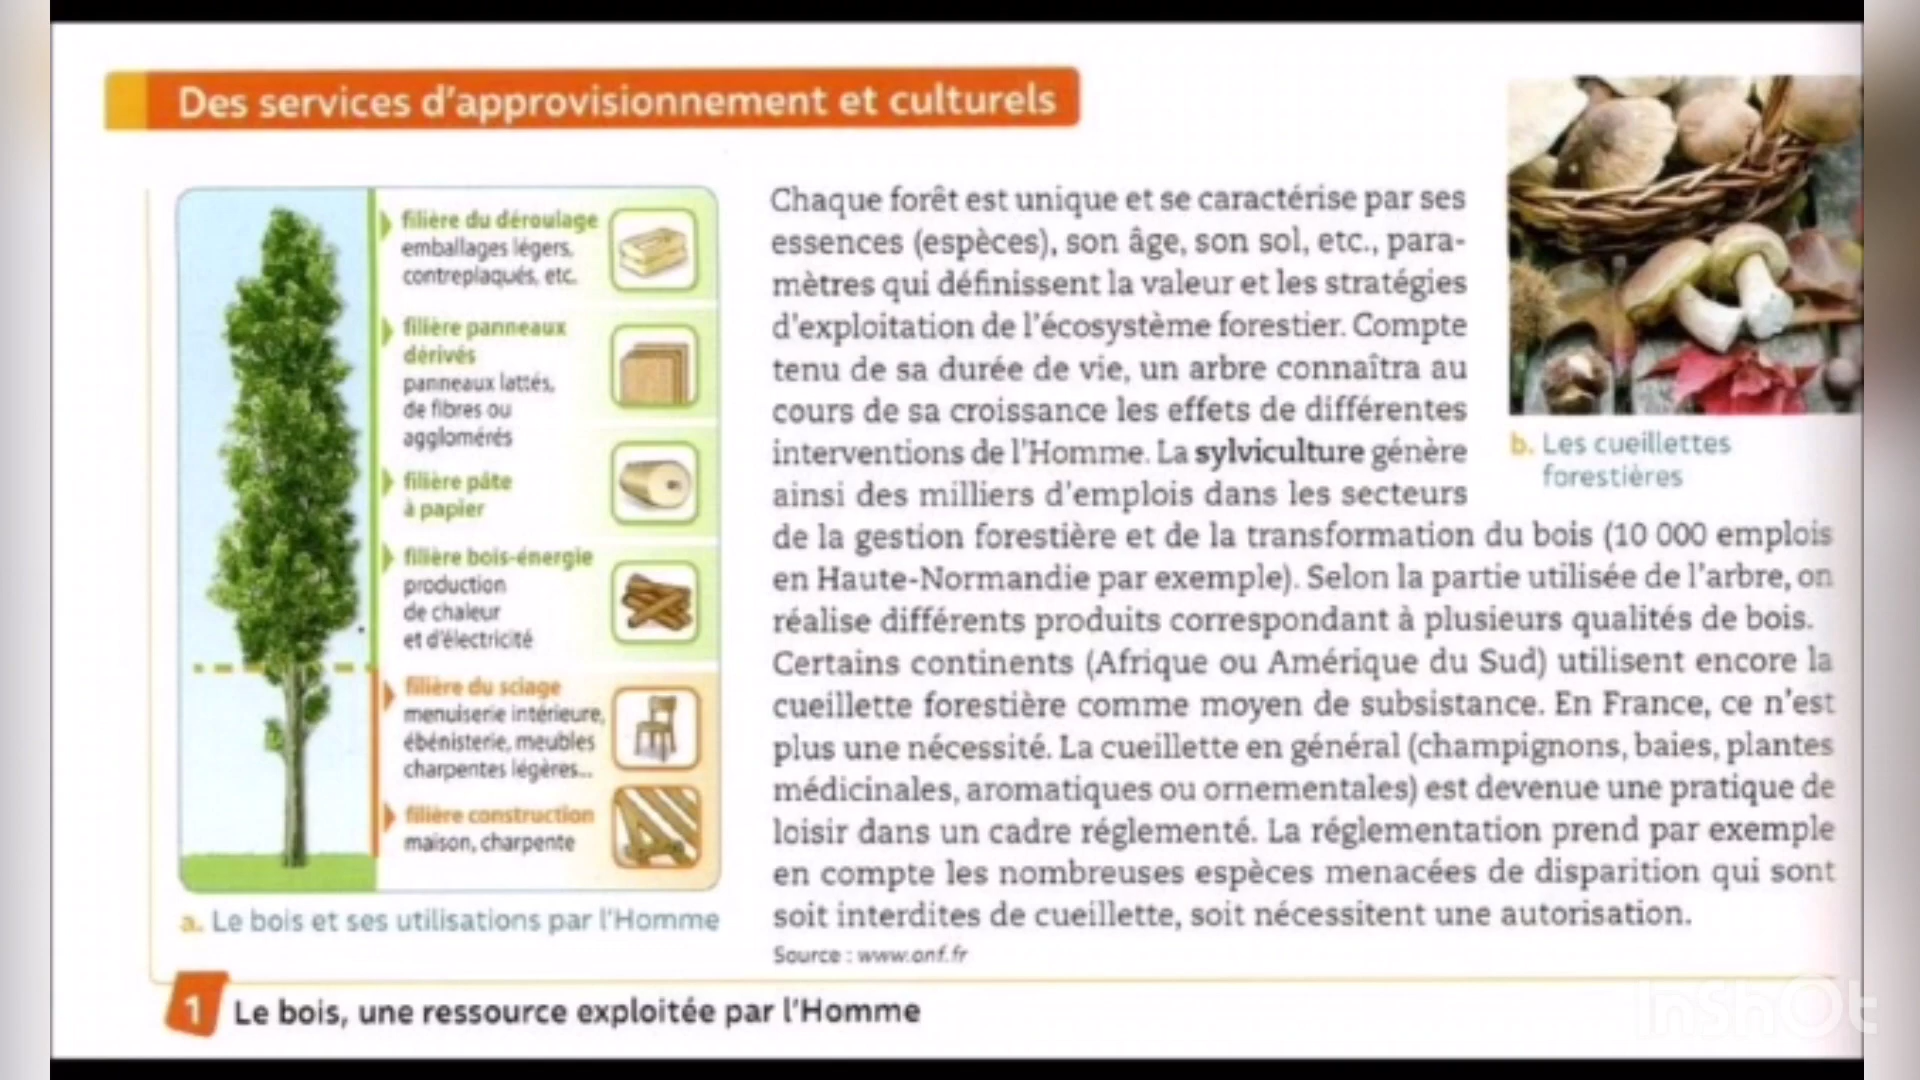 Des services d'approvisionnement et culturels
filière du déroulage
emballages légers,
contreplaqués, etc.
filière panneaux
dérivés
panneaux lattés,
de fibres ou
agglomérés
filière pâte
à papier
filière bois-énergie
production
de chaleur
et d'électricité
filière du sciage
menuiserie intérieure,
ébénisterie, meubles
charpentes légères...
filière construction
maison, charpente
a. Le bois et ses utilisations par l'Homme
Chaque forêt est unique et se caractérise par ses
essences (espèces), son âge, son sol, etc., para-
mètres qui définissent la valeur et les stratégies
d'exploitation de l'écosystème forestier. Compte
tenu de sa durée de vie, un arbre connaîtra au
cours de sa croissance les effets de différentes
interventions de l'Homme. La sylviculture génère
ainsi des milliers d'emplois dans les secteurs
de la gestion forestière et de la transformation du bois (10 000 emplois
en Haute-Normandie par exemple). Selon la partie utilisée de l'arbre, on
réalise différents produits correspondant à plusieurs qualités de bois.
Certains continents (Afrique ou Amérique du Sud) utilisent encore la
cueillette forestière comme moyen de subsistance. En France, ce n'est
plus une nécessité. La cueillette en général (champignons, baies, plantes
médicinales, aromatiques ou ornementales) est devenue une pratique de
loisir dans un cadre réglementé. La réglementation prend par exemple
en compte les nombreuses espèces menacées de disparition qui sont
soit interdites de cueillette, soit nécessitent une autorisation.
Source : www.onf.fr
b. Les cueillettes
forestières
1 Le bois, une ressource exploitée par l'Homme
InShOt